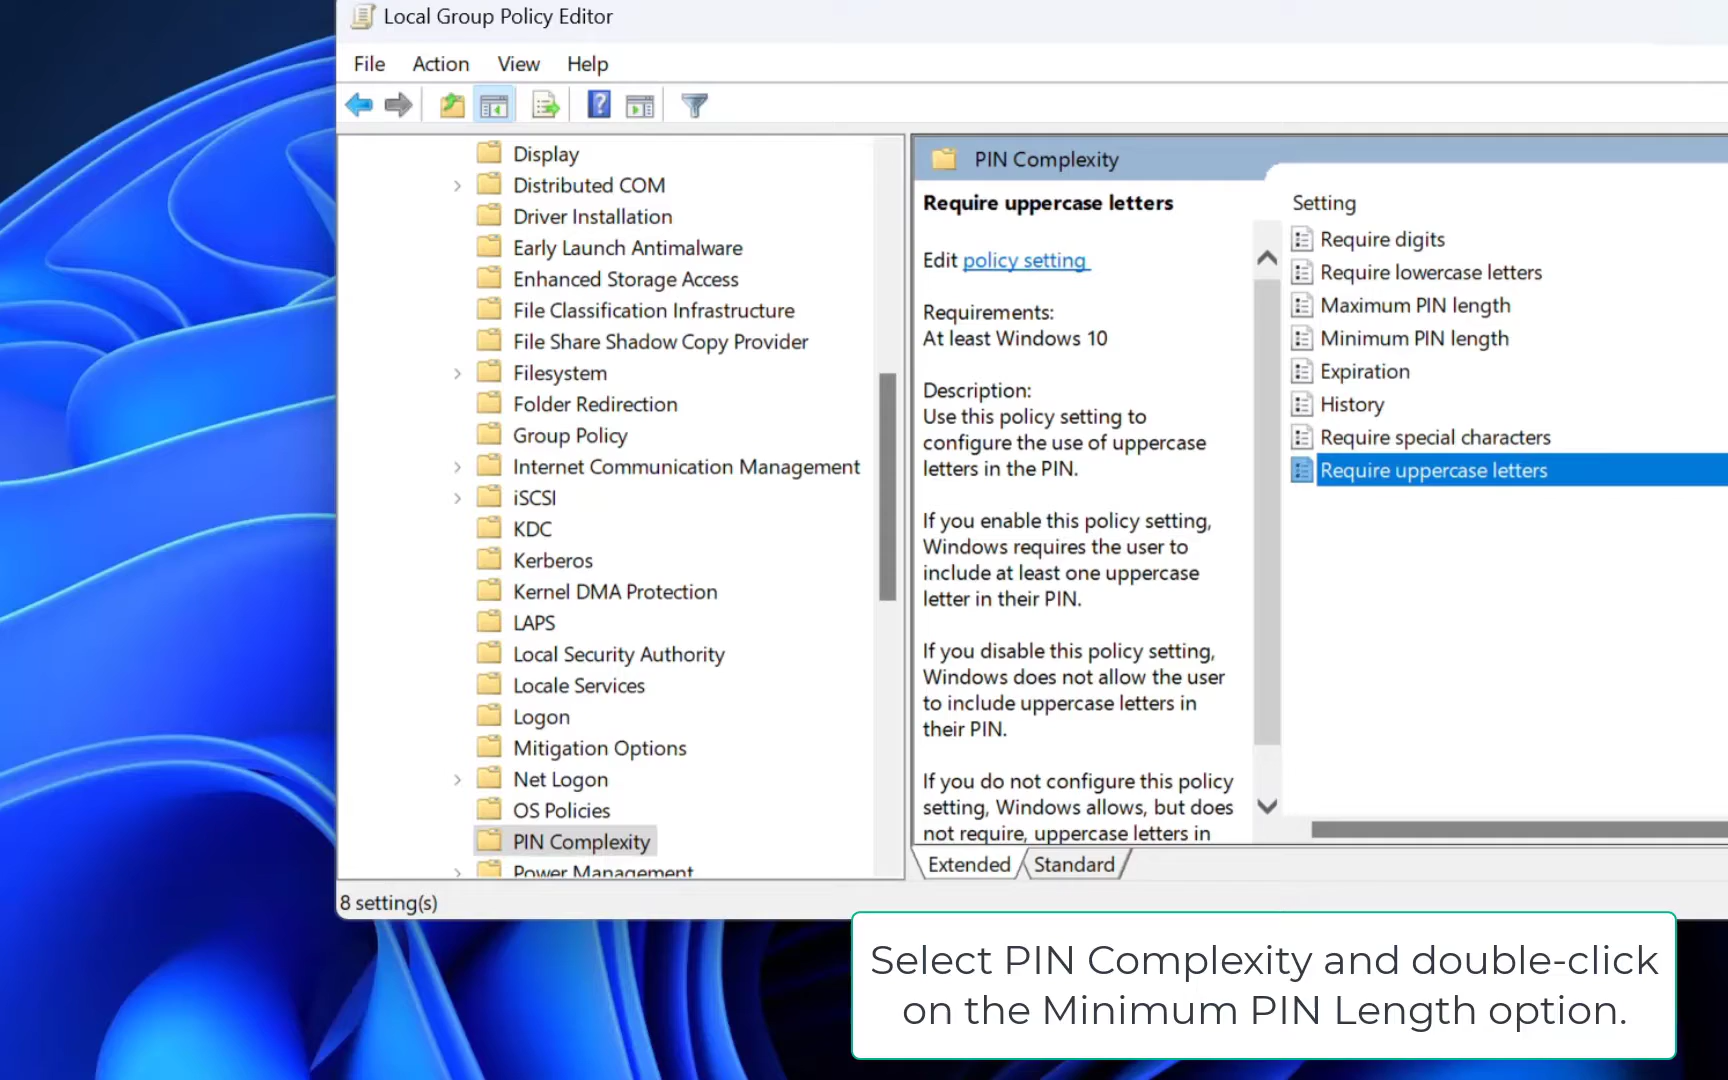 Local Group Policy Editor
File Action View Help
Display
Distributed COM
Driver Installation
Early Launch Antimalware
Enhanced Storage Access
File Classification Infrastructure
File Share Shadow Copy Provider
Filesystem
Folder Redirection
Group Policy
Internet Communication Management
iSCSI
KDC
Kerberos
Kernel DMA Protection
LAPS
Local Security Authority
Locale Services
Logon
Mitigation Options
Net Logon
OS Policies
PIN Complexity
Power Management
PIN Complexity
Require uppercase letters
Edit policy setting
Requirements:
At least Windows 10
Description:
Use this policy setting to
configure the use of uppercase
letters in the PIN.
If you enable this policy setting,
Windows requires the user to
include at least one uppercase
letter in their PIN.
If you disable this policy setting,
Windows does not allow the user
to include uppercase letters in
their PIN.
If you do not configure this policy
setting, Windows allows, but does
not require, uppercase letters in
Setting
Require digits
Require lowercase letters
Maximum PIN length
Minimum PIN length
Expiration
History
Require special characters
Require uppercase letters
Extended Standard
8 setting(s)
Select PIN Complexity and double-click
on the Minimum PIN Length option.